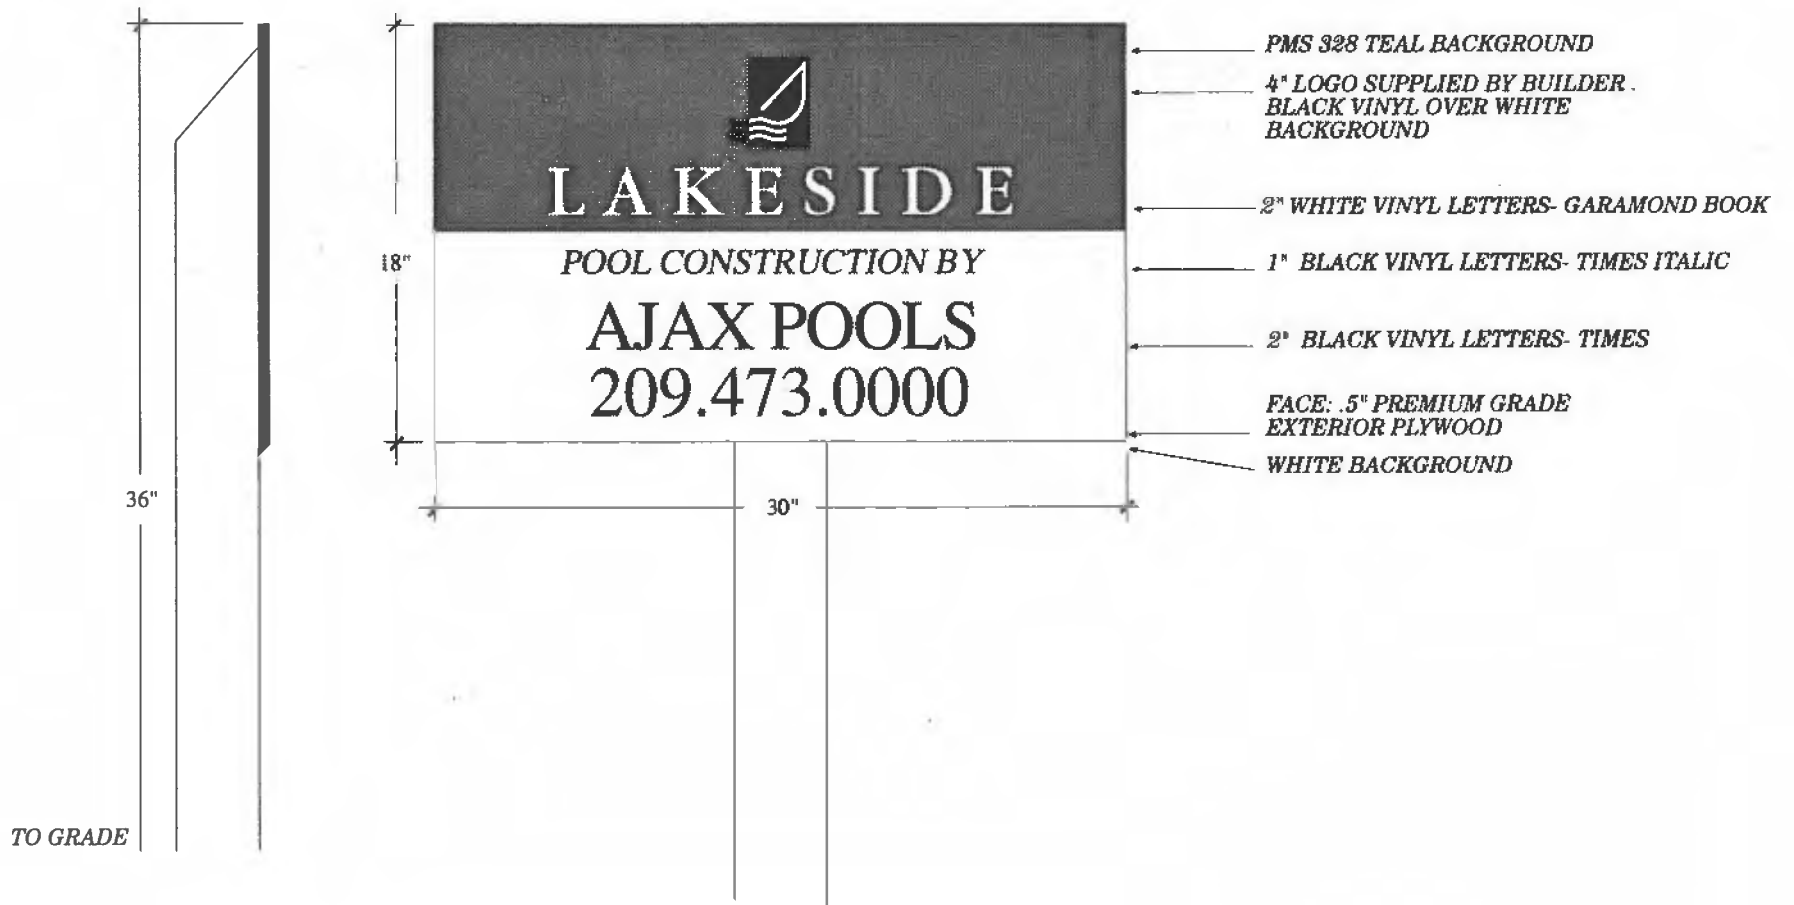 PMS 328 TEAL BACKGROUND
4" LOGO SUPPLIED BY BUILDER.
BLACK VINYL OVER WHITE
BACKGROUND
LAKESIDE
2" WHITE VINYL LETTERS- GARAMOND BOOK
18"
POOL CONSTRUCTION BY
1" BLACK VINYL LETTERS- TIMES ITALIC
AJAX POOLS
2" BLACK VINYL LETTERS- TIMES
209.473.0000
FACE: .5" PREMIUM GRADE
EXTERIOR PLYWOOD
WHITE BACKGROUND
36"
30"
TO GRADE